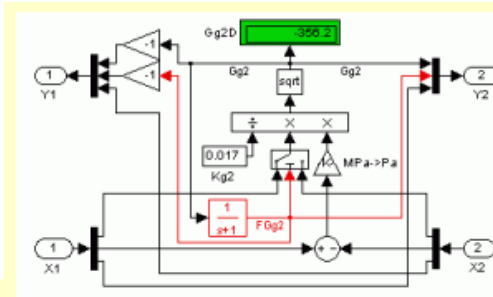 Gg2D -356.2
-1
-1
1
Y1
Gg2
Gg2
2
Y2
sqrt
÷ × ×
0.017
Kg2
K
MPa->Pa
1
s+1
FGg2
1
X1
+ -
2
X2